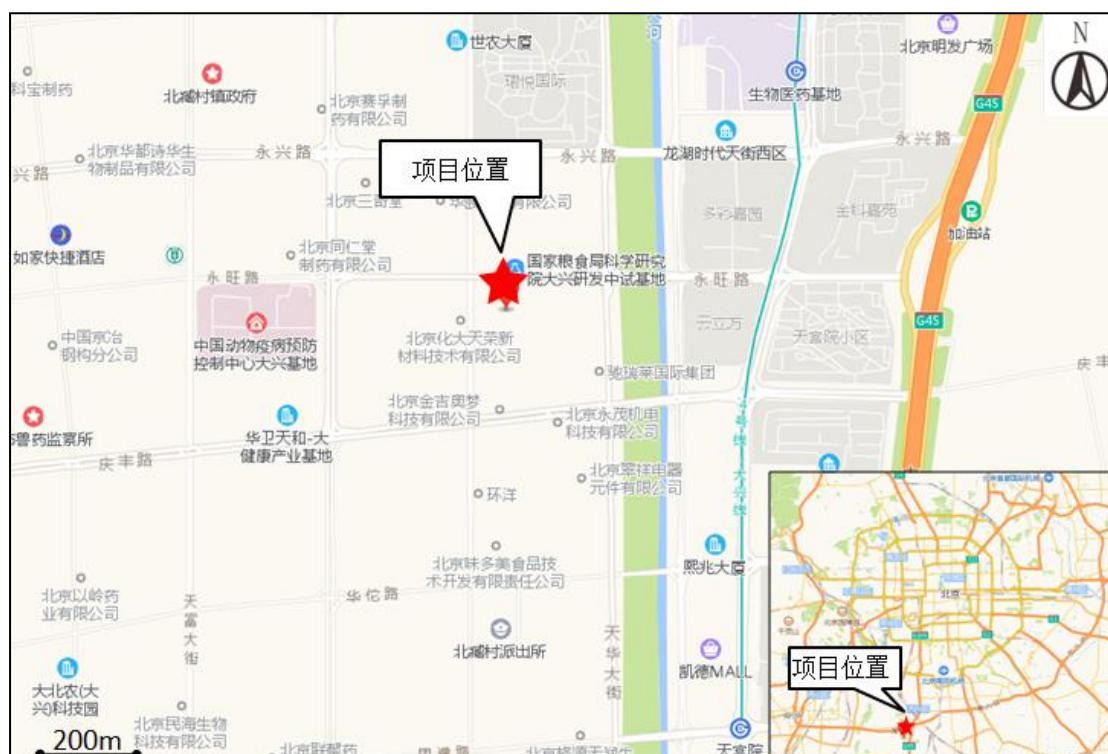 世农大厦
北京明发广场
N
科宝制药
北臧村镇政府
珺悦国际
生物医药基地
G45
北京赛孚制
药有限公司
永兴路
永兴路
龙湖时代天街西区
北京华都诗华生
物制品有限公司
兴路
项目位置
北京三奇堂
有限公司
多彩嘉园
金科嘉苑
加油站
如家快捷酒店
北京同仁堂
制药有限公司
国家粮食局科学研究
院大兴研发中试基地
永旺路
永旺路
G45
中国京冶
钢构分公司
中国动物疫病预防
控制中心大兴基地
北京化大天荣新
材料技术有限公司
云立方
天富院小区
驰瑞莱国际集团
庆丰
北京金吉奥梦
科技有限公司
北京永茂机电
科技有限公司
兽药监察所
华卫天和-大
健康产业基地
庆丰路
4号线-大兴线
北京翠祥电器
元件有限公司
环洋
熙兆大厦
北京味多美食品技
术开发有限责任公司
北京以岭药
业有限公司
华佗路
天富大街
北臧村派出所
天华大街
凯德MALL
北京
项目位置
大北农(大
兴)科技园
北京民海生物
科技有限公司
200m
天宫院